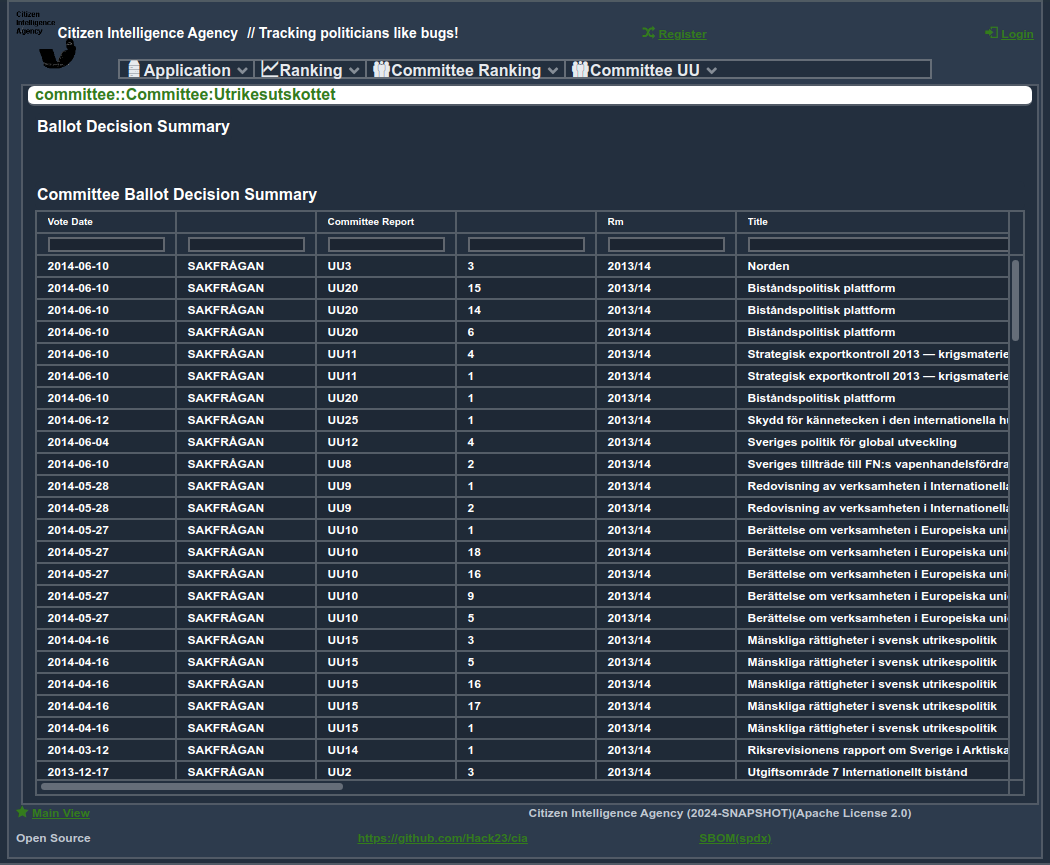 Citizen
Intelligence
Agency
Citizen Intelligence Agency // Tracking politicians like bugs! Register Login
Application Ranking Committee Ranking Committee UU
committee::Committee:Utrikesutskottet
Ballot Decision Summary
Committee Ballot Decision Summary
Vote Date Committee Report Rm Title
2014-06-10 SAKFRÅGAN UU3 3 2013/14 Norden
2014-06-10 SAKFRÅGAN UU20 15 2013/14 Biståndspolitisk plattform
2014-06-10 SAKFRÅGAN UU20 14 2013/14 Biståndspolitisk plattform
2014-06-10 SAKFRÅGAN UU20 6 2013/14 Biståndspolitisk plattform
2014-06-10 SAKFRÅGAN UU11 4 2013/14 Strategisk exportkontroll 2013 — krigsmaterie
2014-06-10 SAKFRÅGAN UU11 1 2013/14 Strategisk exportkontroll 2013 — krigsmaterie
2014-06-10 SAKFRÅGAN UU20 1 2013/14 Biståndspolitisk plattform
2014-06-12 SAKFRÅGAN UU25 1 2013/14 Skydd för kännetecken i den internationella h
2014-06-04 SAKFRÅGAN UU12 4 2013/14 Sveriges politik för global utveckling
2014-06-10 SAKFRÅGAN UU8 2 2013/14 Sveriges tillträde till FN:s vapenhandelsfördra
2014-05-28 SAKFRÅGAN UU9 1 2013/14 Redovisning av verksamheten i Internationella
2014-05-28 SAKFRÅGAN UU9 2 2013/14 Redovisning av verksamheten i Internationella
2014-05-27 SAKFRÅGAN UU10 1 2013/14 Berättelse om verksamheten i Europeiska uni
2014-05-27 SAKFRÅGAN UU10 18 2013/14 Berättelse om verksamheten i Europeiska uni
2014-05-27 SAKFRÅGAN UU10 16 2013/14 Berättelse om verksamheten i Europeiska uni
2014-05-27 SAKFRÅGAN UU10 9 2013/14 Berättelse om verksamheten i Europeiska uni
2014-05-27 SAKFRÅGAN UU10 5 2013/14 Berättelse om verksamheten i Europeiska uni
2014-04-16 SAKFRÅGAN UU15 3 2013/14 Mänskliga rättigheter i svensk utrikespolitik
2014-04-16 SAKFRÅGAN UU15 5 2013/14 Mänskliga rättigheter i svensk utrikespolitik
2014-04-16 SAKFRÅGAN UU15 16 2013/14 Mänskliga rättigheter i svensk utrikespolitik
2014-04-16 SAKFRÅGAN UU15 17 2013/14 Mänskliga rättigheter i svensk utrikespolitik
2014-04-16 SAKFRÅGAN UU15 1 2013/14 Mänskliga rättigheter i svensk utrikespolitik
2014-03-12 SAKFRÅGAN UU14 1 2013/14 Riksrevisionens rapport om Sverige i Arktiska
2013-12-17 SAKFRÅGAN UU2 3 2013/14 Utgiftsområde 7 Internationellt bistånd
Main View Citizen Intelligence Agency (2024-SNAPSHOT)(Apache License 2.0)
Open Source https://github.com/Hack23/cia SBOM(spdx)